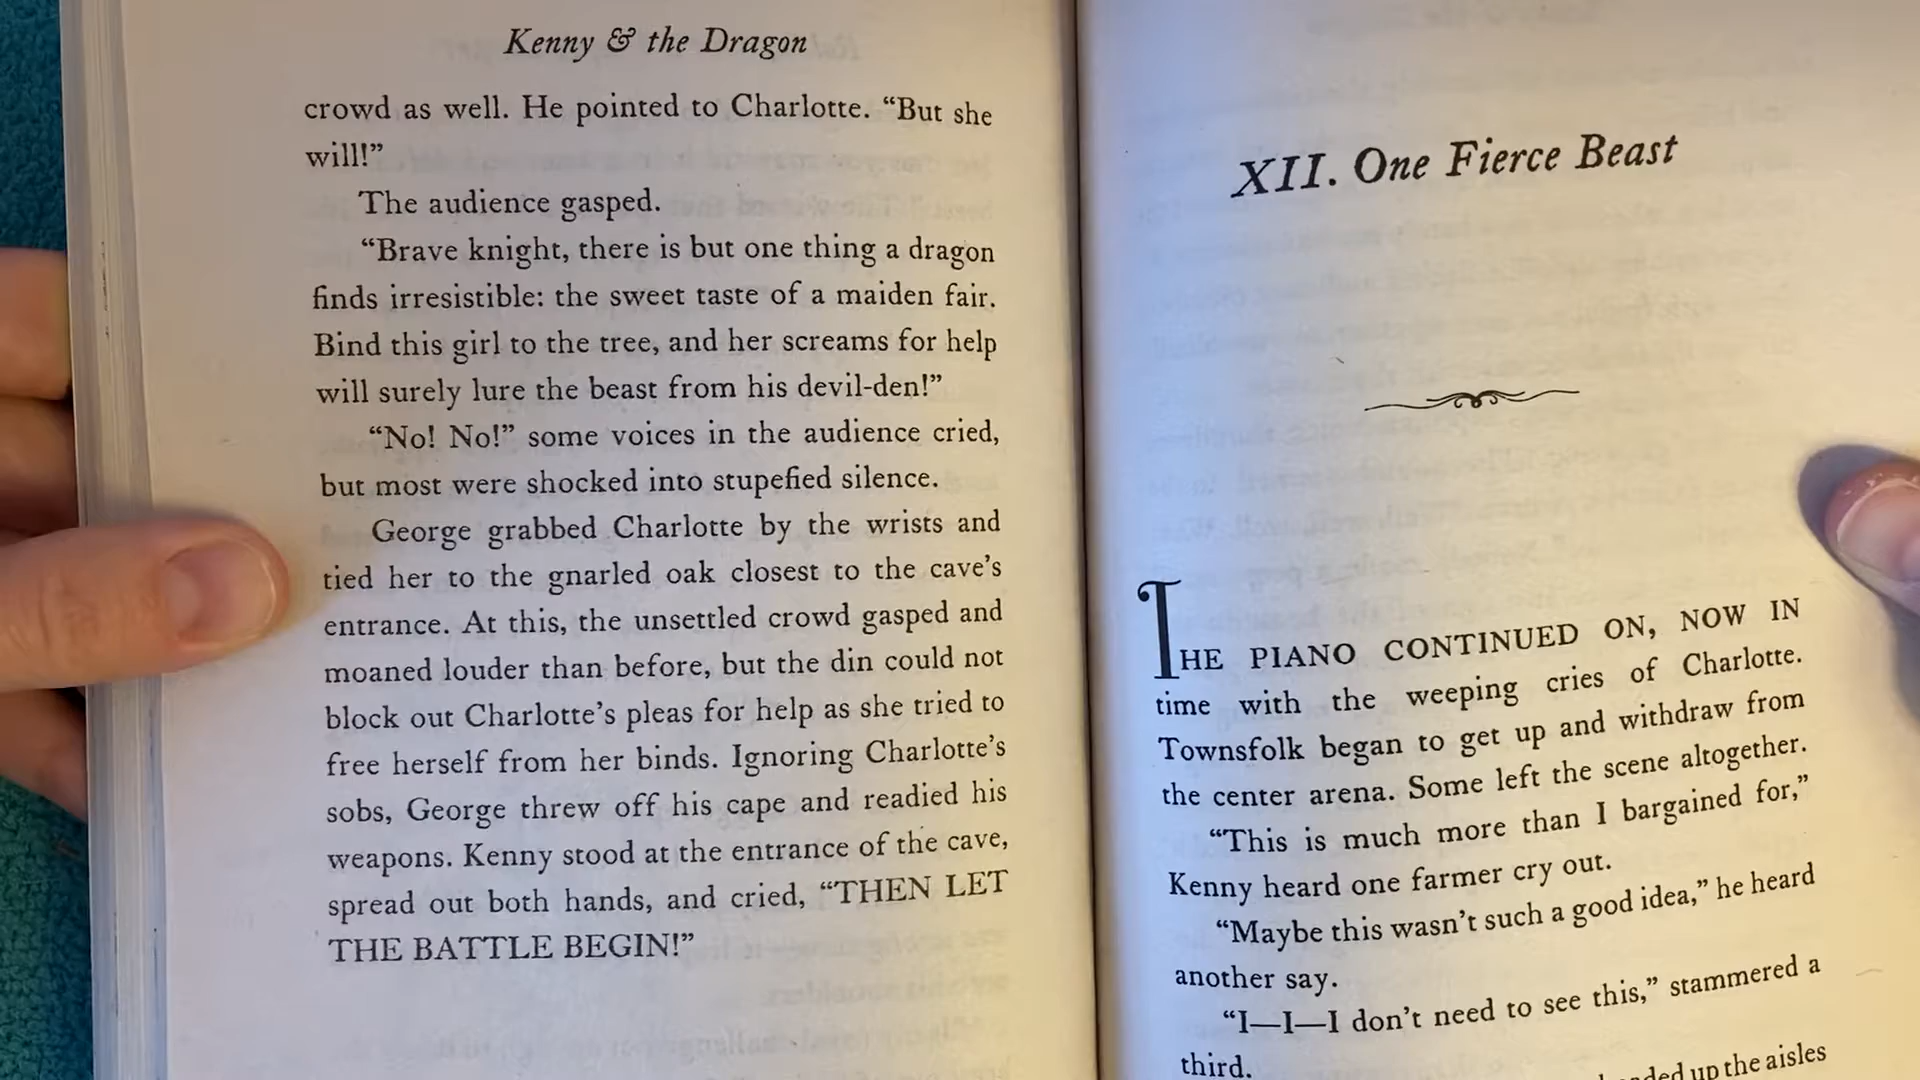 Kenny & the Dragon
crowd as well. He pointed to Charlotte. “But she
will!”
The audience gasped.
“Brave knight, there is but one thing a dragon
finds irresistible: the sweet taste of a maiden fair.
Bind this girl to the tree, and her screams for help
will surely lure the beast from his devil-den!”
“No! No!” some voices in the audience cried,
but most were shocked into stupefied silence.
George grabbed Charlotte by the wrists and
tied her to the gnarled oak closest to the cave’s
entrance. At this, the unsettled crowd gasped and
moaned louder than before, but the din could not
block out Charlotte’s pleas for help as she tried to
free herself from her binds. Ignoring Charlotte’s
sobs, George threw off his cape and readied his
weapons. Kenny stood at the entrance of the cave,
spread out both hands, and cried, “THEN LET
THE BATTLE BEGIN!”
XII. One Fierce Beast
THE PIANO CONTINUED ON, NOW IN
time with the weeping cries of Charlotte.
Townsfolk began to get up and withdraw from
the center arena. Some left the scene altogether.
“This is much more than I bargained for,”
Kenny heard one farmer cry out.
“Maybe this wasn’t such a good idea,” he heard
another say.
“I—I—I don’t need to see this,” stammered a
third.
up the aisles